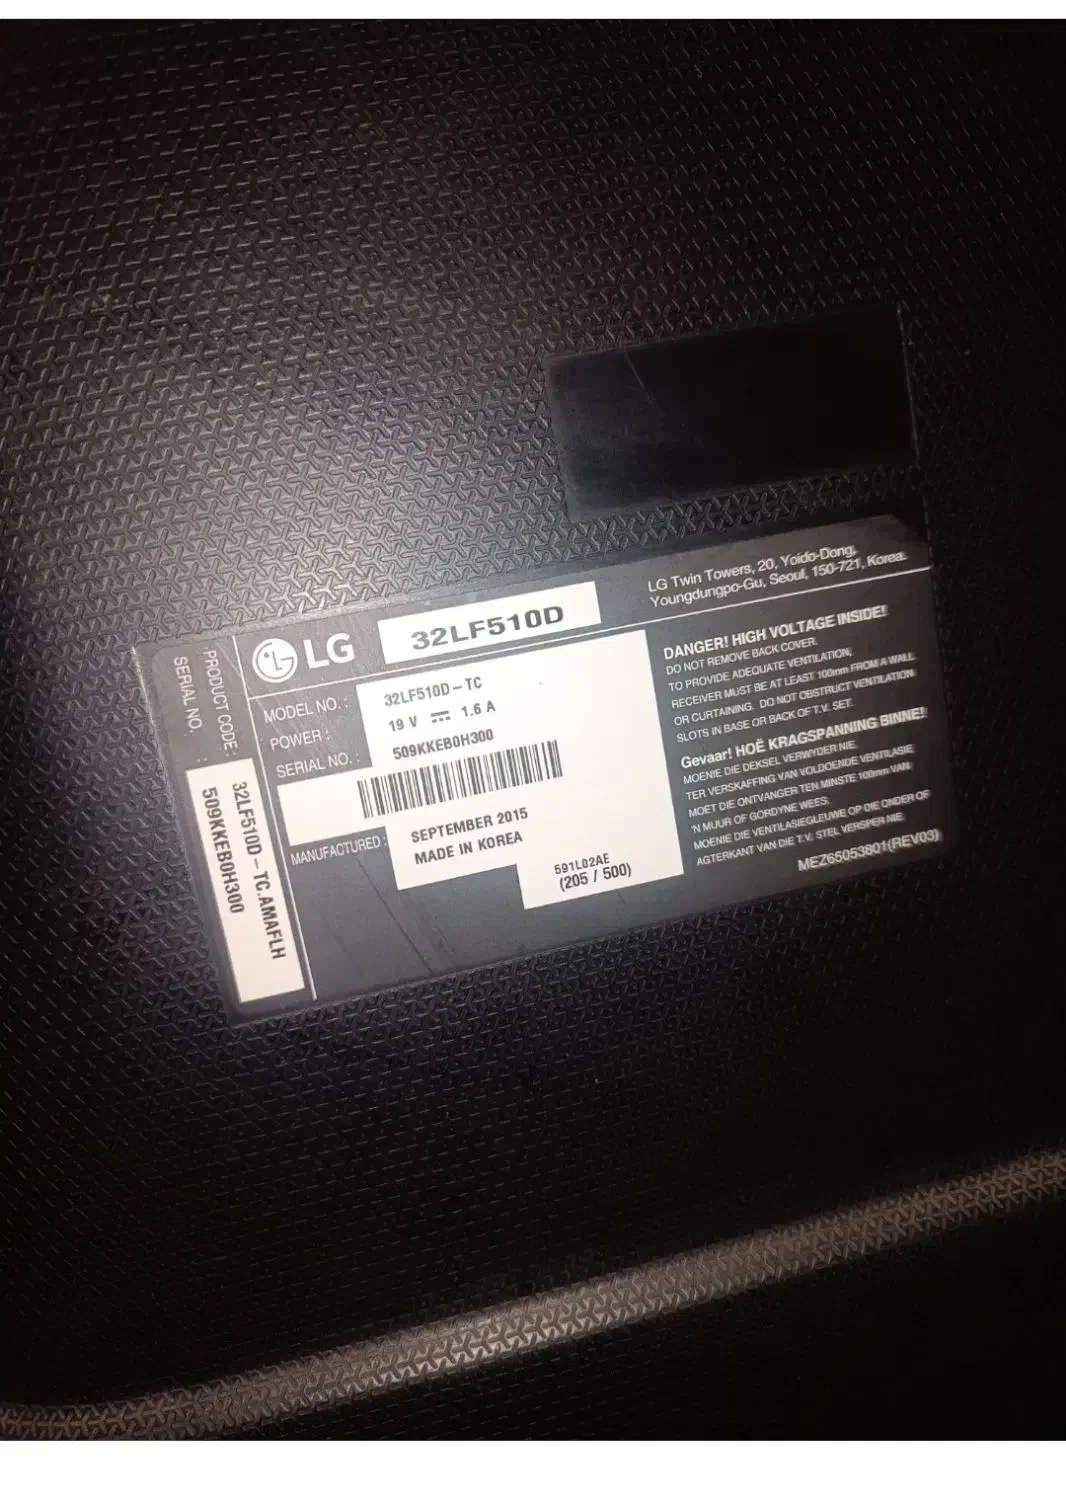 LG
32LF510D
LG Twin Towers, 20, Yoido-Dong,
Youngdungpo-Gu, Seoul, 150-721, Korea.
MODEL NO. : 32LF510D-TC
POWER : 19 V ⎓ 1.6 A
SERIAL NO. : 509KKEB0H300
MANUFACTURED : SEPTEMBER 2015
MADE IN KOREA
591L02AE
(205 / 500)
DANGER! HIGH VOLTAGE INSIDE!
DO NOT REMOVE BACK COVER.
TO PROVIDE ADEQUATE VENTILATION,
RECEIVER MUST BE AT LEAST 100mm FROM A WALL
OR CURTAINING. DO NOT OBSTRUCT VENTILATION
SLOTS IN BASE OR BACK OF T.V. SET.
Gevaar! HOË KRAGSPANNING BINNE!
MOENIE DIE DEKSEL VERWYDER NIE.
TER VERSKAFFING VAN VOLDOENDE VENTILASIE
MOET DIE ONTVANGER TEN MINSTE 100mm VAN
'N MUUR OF GORDYNE WEES.
MOENIE DIE VENTILASIEGLEUWE OP DIE ONDER OF
AGTERKANT VAN DIE T.V. STEL VERSPER NIE
MEZ65053801(REV03)
PRODUCT CODE : 32LF510D-TC.AMAFLH
SERIAL NO. : 509KKEB0H300